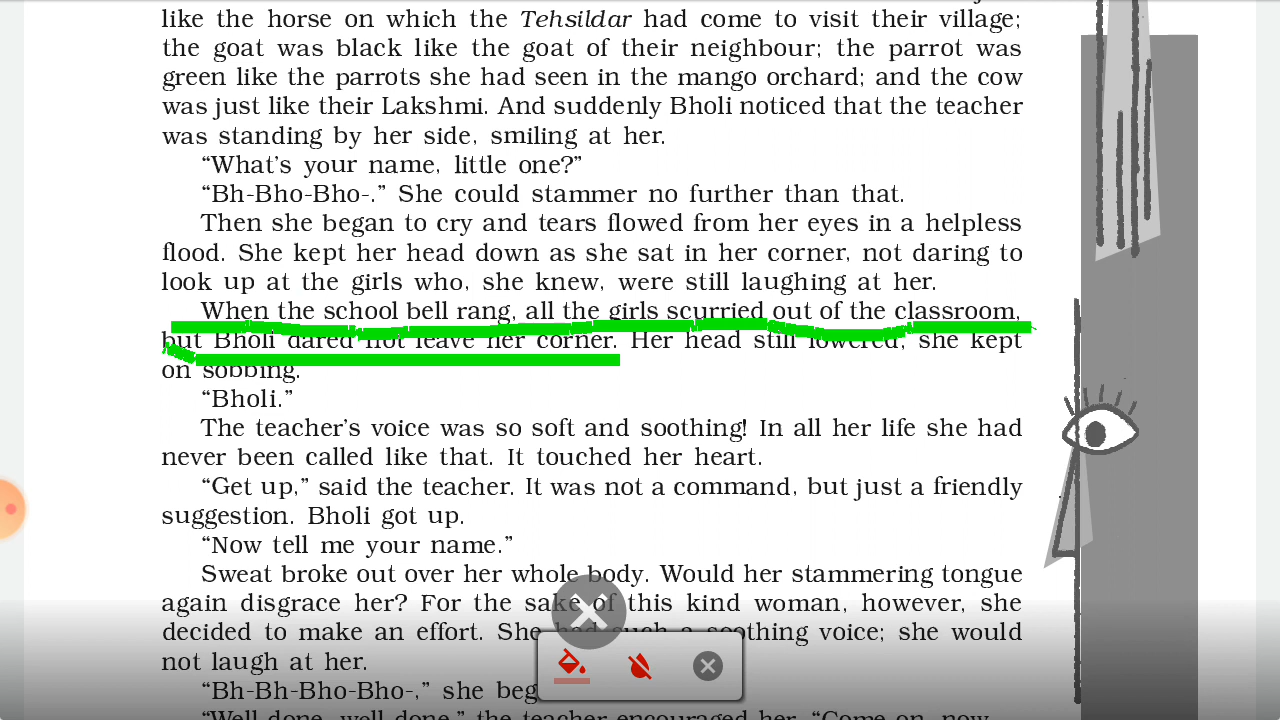 like the horse on which the Tehsildar had come to visit their village;
the goat was black like the goat of their neighbour; the parrot was
green like the parrots she had seen in the mango orchard; and the cow
was just like their Lakshmi. And suddenly Bholi noticed that the teacher
was standing by her side, smiling at her.
“What’s your name, little one?”
“Bh-Bho-Bho-.” She could stammer no further than that.
Then she began to cry and tears flowed from her eyes in a helpless
flood. She kept her head down as she sat in her corner, not daring to
look up at the girls who, she knew, were still laughing at her.
When the school bell rang, all the girls scurried out of the classroom,
but Bholi dared not leave her corner. Her head still lowered, she kept
on sobbing.
“Bholi.”
The teacher’s voice was so soft and soothing! In all her life she had
never been called like that. It touched her heart.
“Get up,” said the teacher. It was not a command, but just a friendly
suggestion. Bholi got up.
“Now tell me your name.”
Sweat broke out over her whole body. Would her stammering tongue
again disgrace her? For the sake of this kind woman, however, she
decided to make an effort. She had such a soothing voice; she would
not laugh at her.
“Bh-Bh-Bho-Bho-,” she beg
“Well done, well done,” the teacher encouraged her. “Come on, now